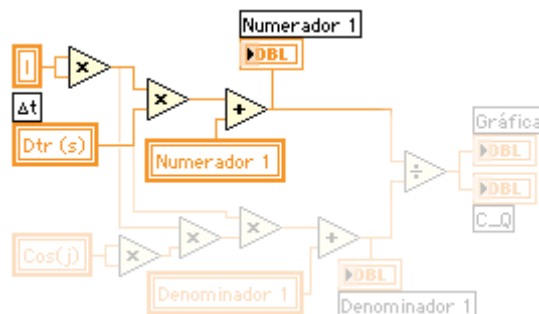 Numerador 1
DBL
I
×
×
Δt
+
Dtr (s)
Numerador 1
Gráfica
DBL
÷
DBL
C_Q
×
×
+
Cos(j)
×
DBL
Denominador 1
Denominador 1